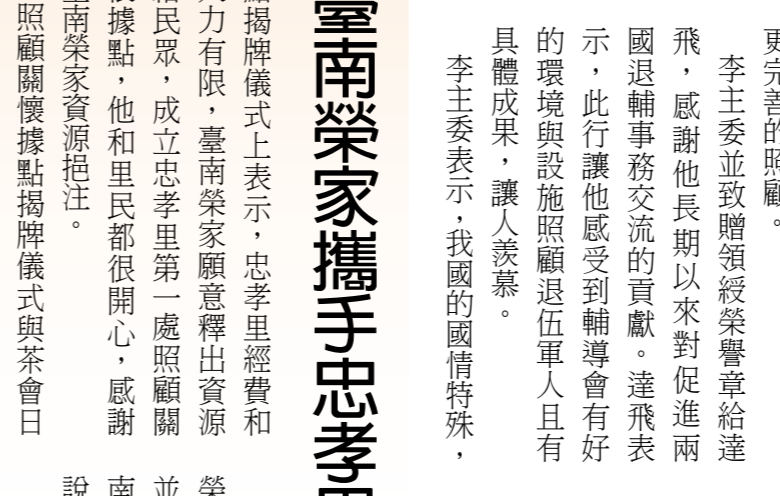 更完善的照顧。
李主委並致贈領綬榮譽章給達
飛，感謝他長期以來對促進兩
國退輔事務交流的貢獻。達飛表
示，此行讓他感受到輔導會有好
的環境與設施照顧退伍軍人且有
具體成果，讓人羨慕。
李主委表示，我國的國情特殊，
臺南榮家攜手忠孝里
點揭牌儀式上表示，忠孝里經費和
力有限，臺南榮家願意釋出資源
給民眾，成立忠孝里第一處照顧關
懷據點，他和里民都很開心，感謝
臺南榮家資源挹注。
照顧關懷據點揭牌儀式與茶會日
榮
並
南
說